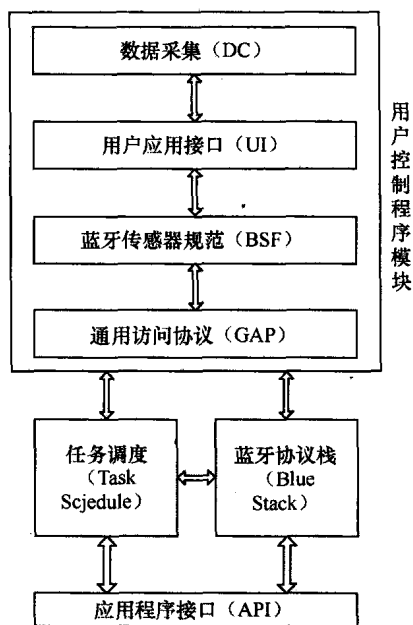 数据采集（DC）
用户应用接口（UI）
蓝牙传感器规范（BSF）
通用访问协议（GAP）
用户控制程序模块
任务调度
（Task
Scjedule）
蓝牙协议栈
（Blue
Stack）
应用程序接口（API）